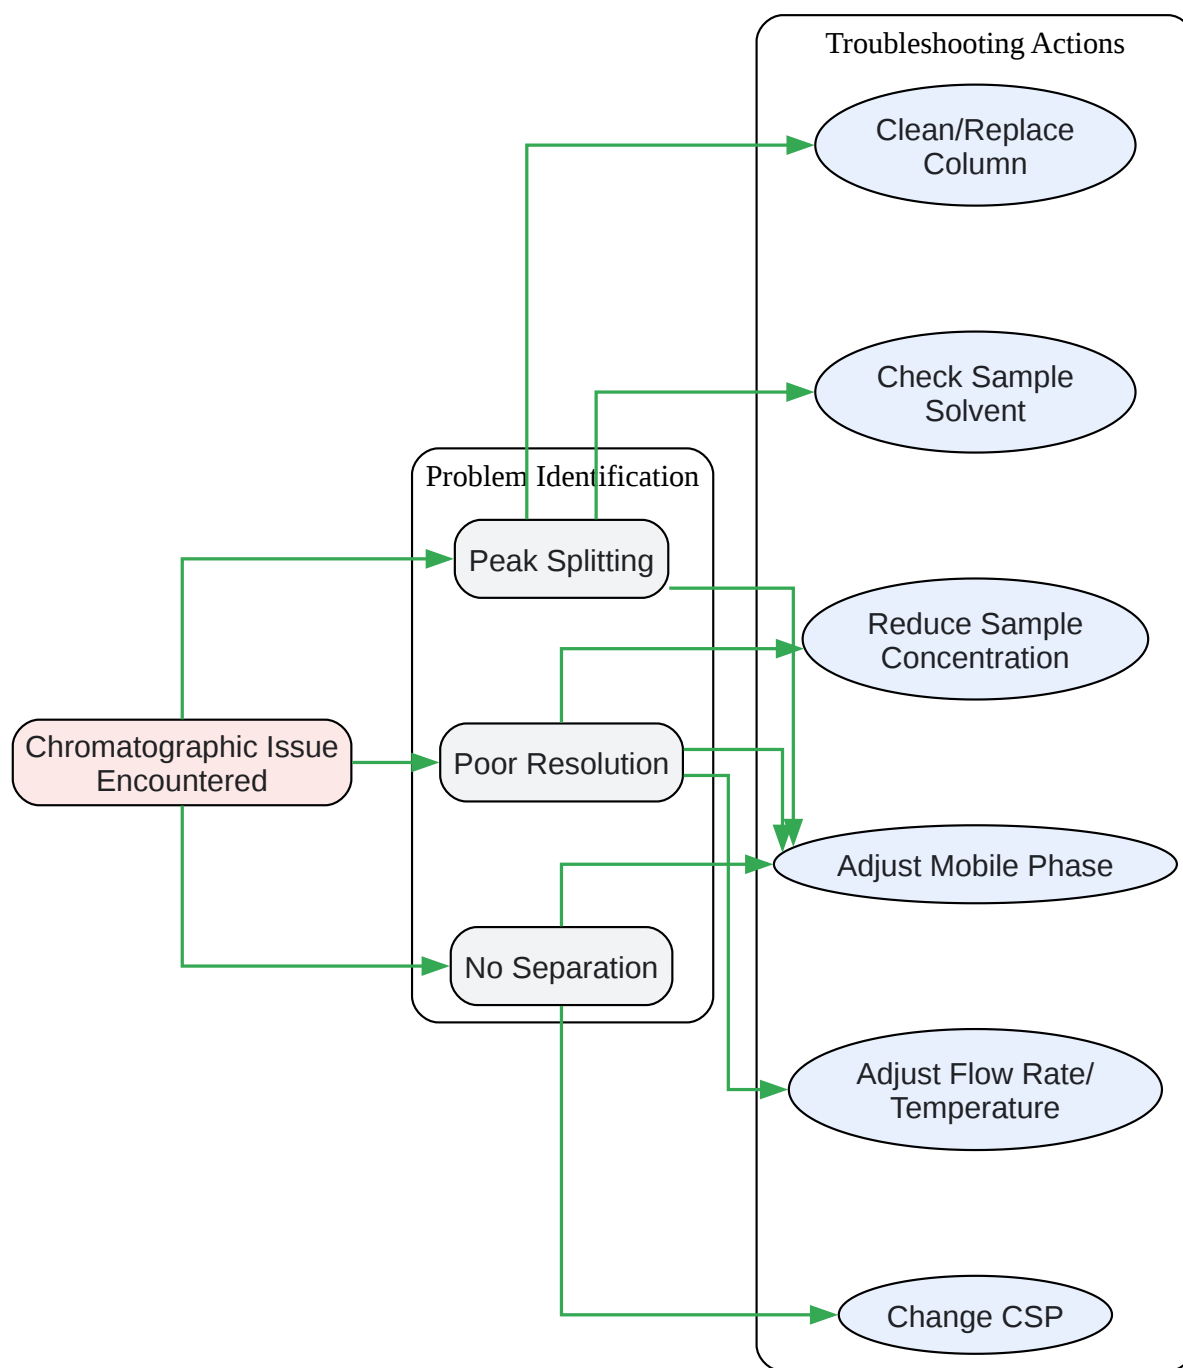 Troubleshooting Actions
Clean/Replace
Column
Check Sample
Solvent
Problem Identification
Peak Splitting
Reduce Sample
Concentration
Chromatographic Issue
Encountered
Poor Resolution
Adjust Mobile Phase
No Separation
Adjust Flow Rate/
Temperature
Change CSP